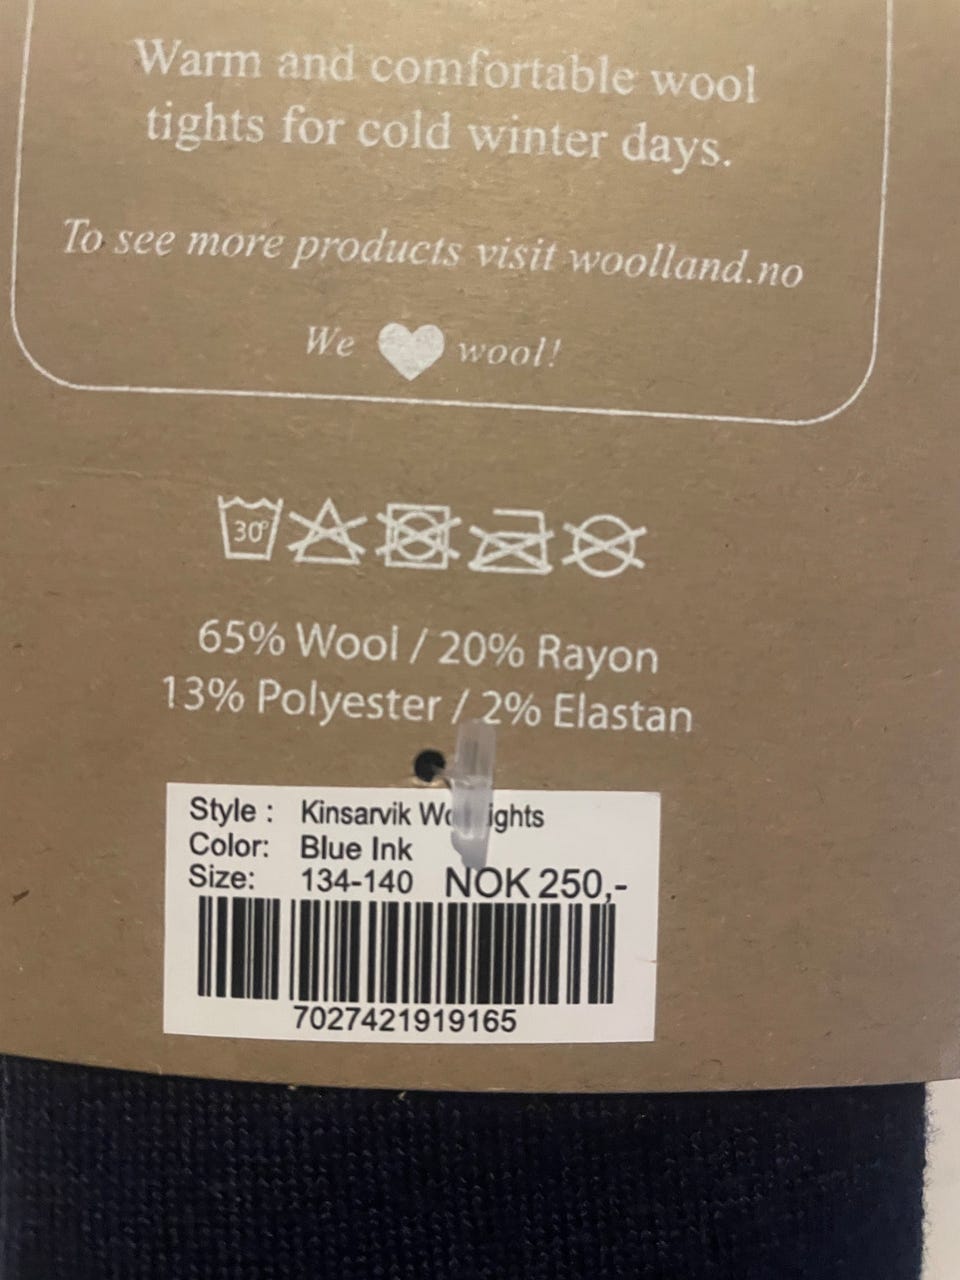 Warm and comfortable wool
tights for cold winter days.
To see more products visit woolland.no
We wool!
30°
65% Wool / 20% Rayon
13% Polyester / 2% Elastan
Style : Kinsarvik
Color: Blue Ink
Size: 134-140 NOK 250,-
7027421919165